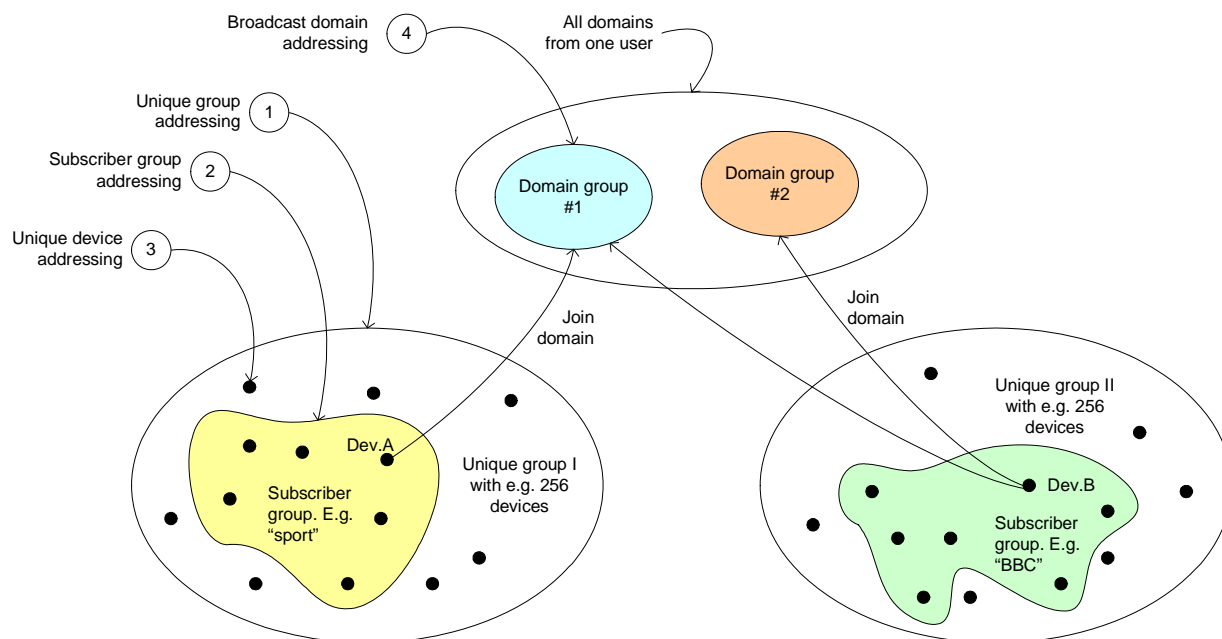 Broadcast domain
addressing
4
All domains
from one user
Unique group
addressing
1
Subscriber group
addressing
2
Unique device
addressing
3
Domain group
#1
Domain group
#2
Join
domain
Join
domain
Dev.A
Subscriber
group. E.g.
“sport”
Unique group I
with e.g. 256
devices
Unique group II
with e.g. 256
devices
Dev.B
Subscriber
group. E.g.
“BBC”